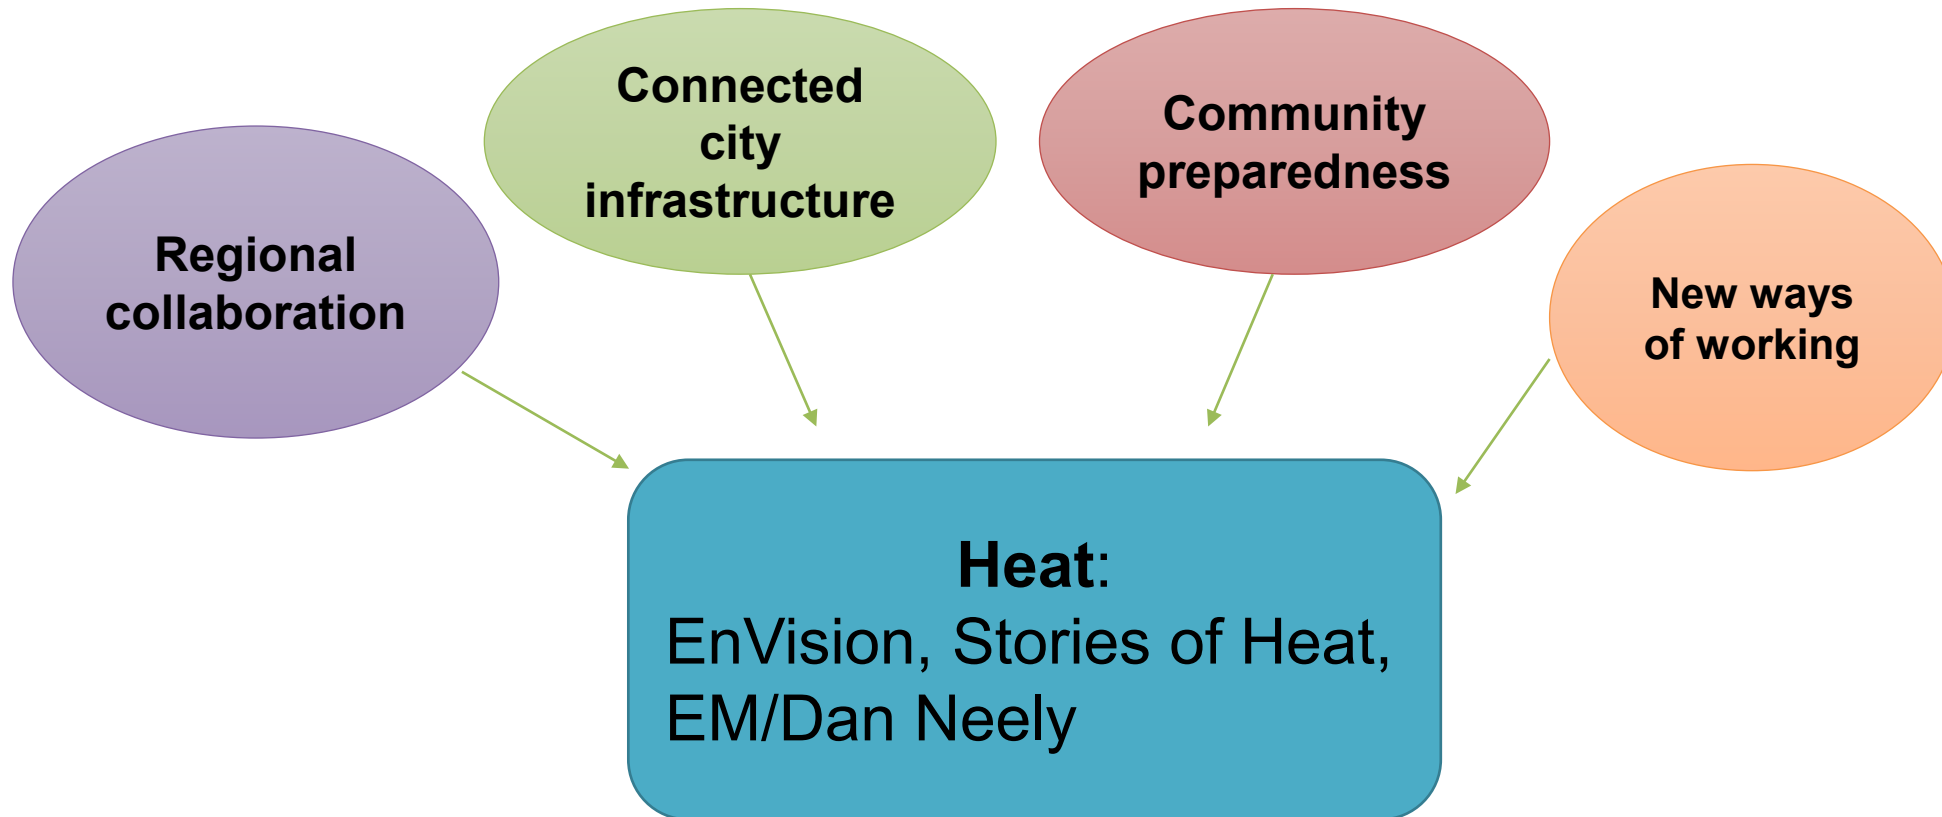 Connected
city
infrastructure
Community
preparedness
Regional
collaboration
New ways
of working
Heat:
EnVision, Stories of Heat,
EM/Dan Neely